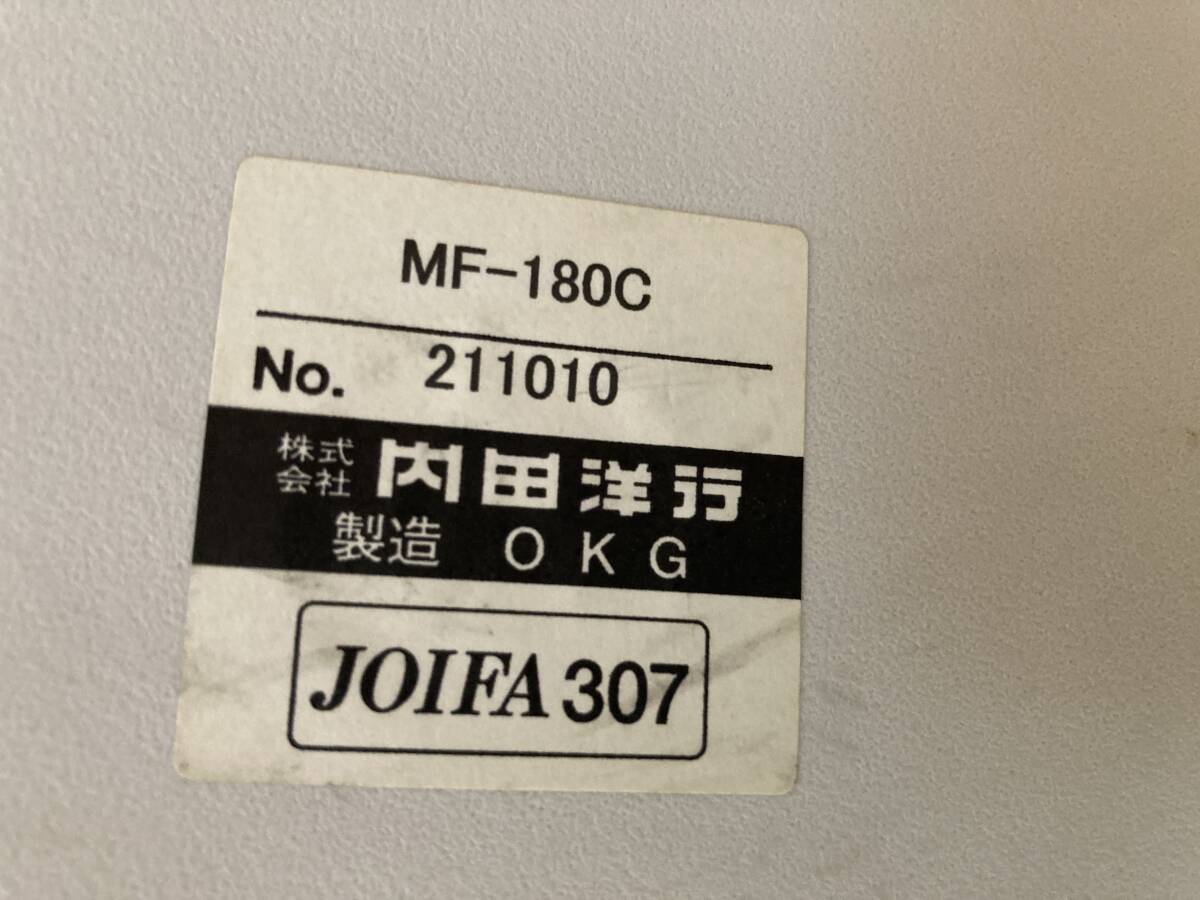 MF-180C
No. 211010
株式会社 内田洋行
製造 OKG
JOIFA 307